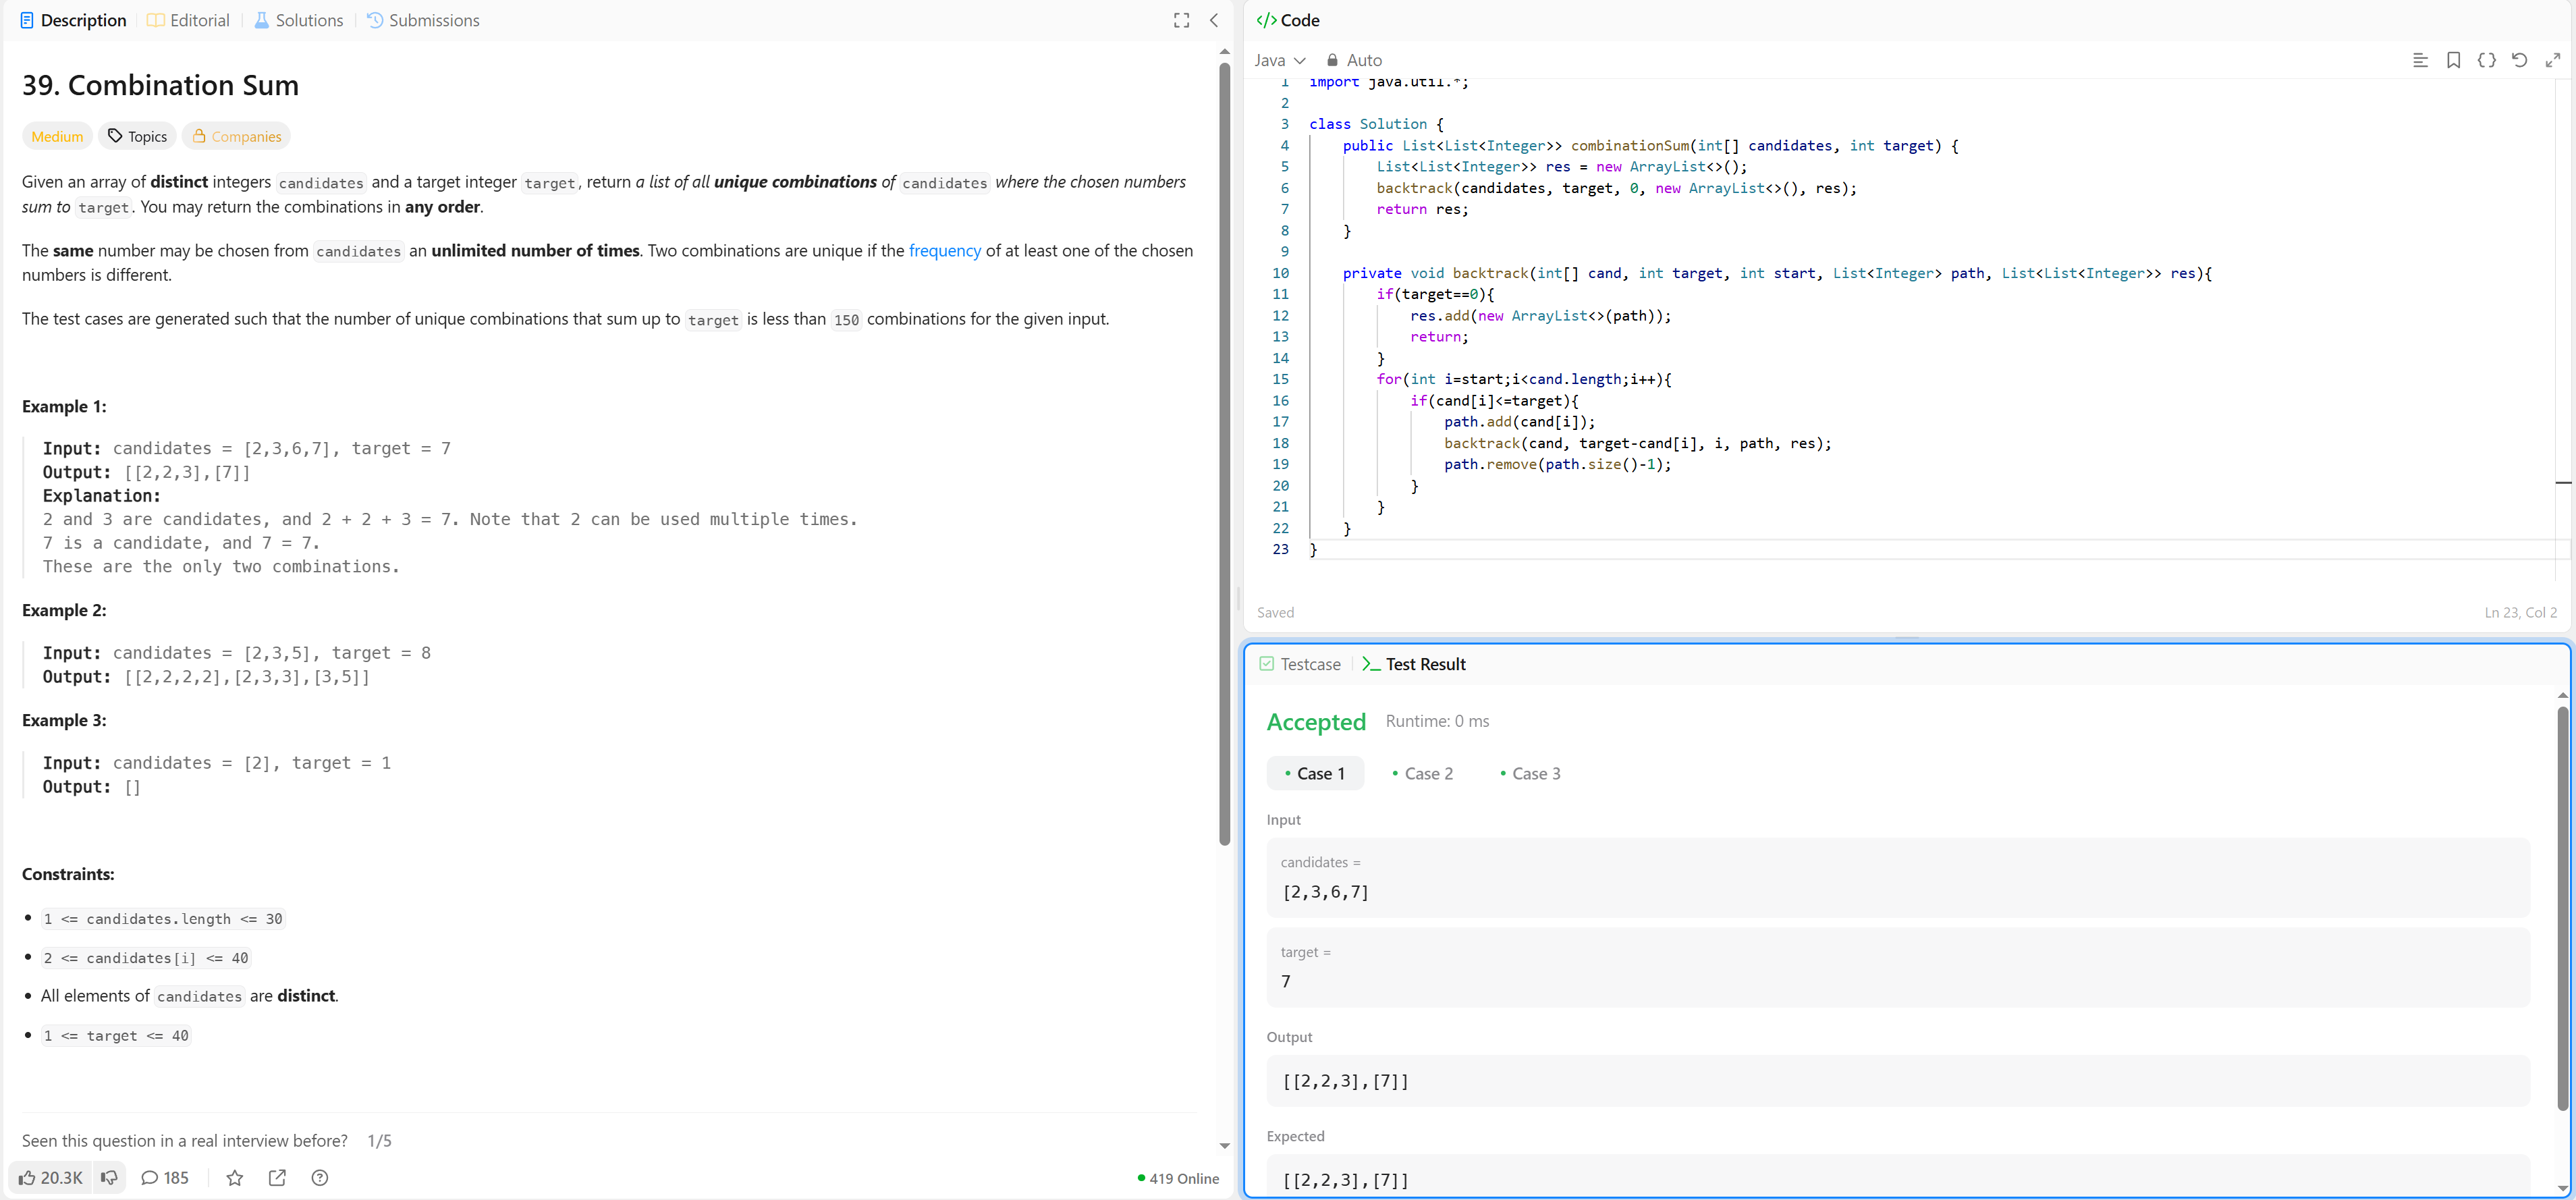 Description Editorial Solutions Submissions
39. Combination Sum
Medium Topics Companies
Given an array of distinct integers candidates and a target integer target, return a list of all unique combinations of candidates where the chosen numbers
sum to target. You may return the combinations in any order.
The same number may be chosen from candidates an unlimited number of times. Two combinations are unique if the frequency of at least one of the chosen
numbers is different.
The test cases are generated such that the number of unique combinations that sum up to target is less than 150 combinations for the given input.
Example 1:
Input: candidates = [2,3,6,7], target = 7
Output: [[2,2,3],[7]]
Explanation:
2 and 3 are candidates, and 2 + 2 + 3 = 7. Note that 2 can be used multiple times.
7 is a candidate, and 7 = 7.
These are the only two combinations.
Example 2:
Input: candidates = [2,3,5], target = 8
Output: [[2,2,2,2],[2,3,3],[3,5]]
Example 3:
Input: candidates = [2], target = 1
Output: []
Constraints:
• 1 <= candidates.length <= 30
• 2 <= candidates[i] <= 40
• All elements of candidates are distinct.
• 1 <= target <= 40
Seen this question in a real interview before? 1/5
20.3K 185 419 Online
</> Code
Java Auto
1 import java.util.*;
2
3 class Solution {
4     public List<List<Integer>> combinationSum(int[] candidates, int target) {
5         List<List<Integer>> res = new ArrayList<>();
6         backtrack(candidates, target, 0, new ArrayList<>(), res);
7         return res;
8     }
9
10     private void backtrack(int[] cand, int target, int start, List<Integer> path, List<List<Integer>> res){
11         if(target==0){
12             res.add(new ArrayList<>(path));
13             return;
14         }
15         for(int i=start;i<cand.length;i++){
16             if(cand[i]<=target){
17                 path.add(cand[i]);
18                 backtrack(cand, target-cand[i], i, path, res);
19                 path.remove(path.size()-1);
20             }
21         }
22     }
23 }
Saved Ln 23, Col 2
Testcase >_ Test Result
Accepted Runtime: 0 ms
• Case 1 • Case 2 • Case 3
Input
candidates =
[2,3,6,7]
target =
7
Output
[[2,2,3],[7]]
Expected
[[2,2,3],[7]]